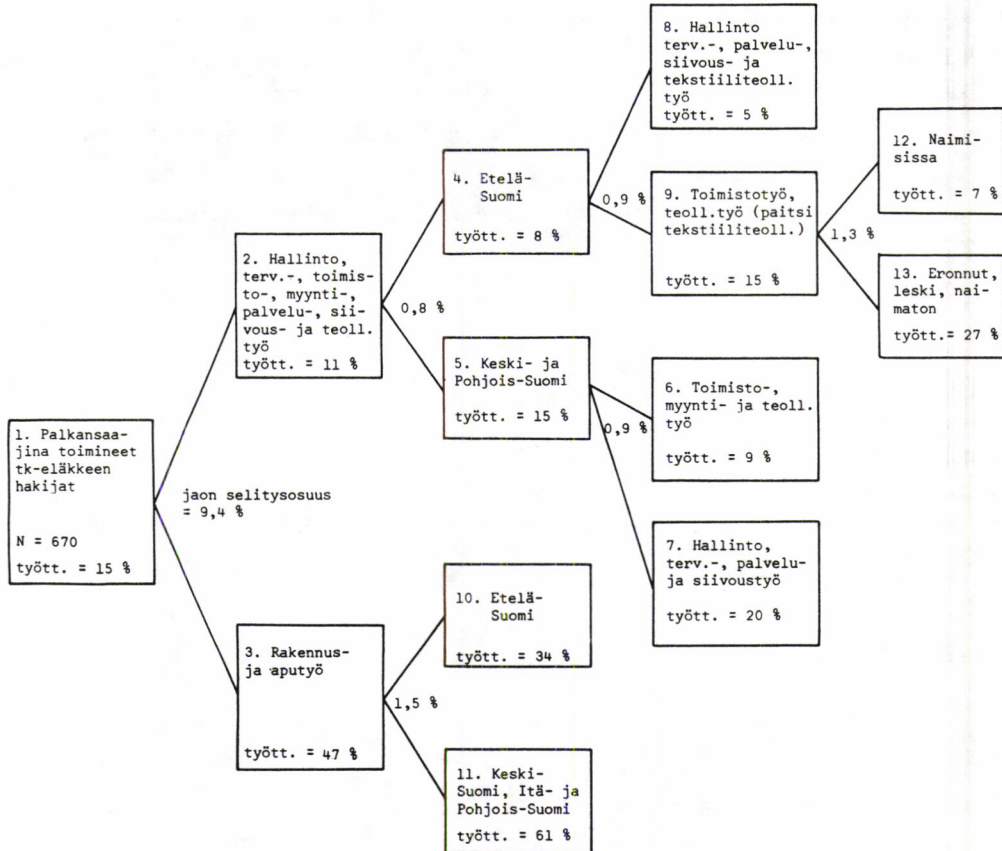 1. Palkansaa-
jina toimineet
tk-eläkkeen
hakijat
N = 670
tyött. = 15 %
jaon selitysosuus
= 9,4 %
2. Hallinto,
terv.-, toimis-
to-, myynti-,
palvelu-, sii-
vous- ja teoll.
työ
tyött. = 11 %
3. Rakennus-
ja aputyö
tyött. = 47 %
0,8 %
1,5 %
4. Etelä-
Suomi
tyött. = 8 %
5. Keski- ja
Pohjois-Suomi
tyött. = 15 %
10. Etelä-
Suomi
tyött. = 34 %
11. Keski-
Suomi, Itä- ja
Pohjois-Suomi
tyött. = 61 %
0,9 %
0,9 %
8. Hallinto
terv.-, palvelu-,
siivous- ja
tekstiiliteoll.
työ
tyött. = 5 %
9. Toimistotyö,
teoll.työ (paitsi
tekstiiliteoll.)
tyött. = 15 %
6. Toimisto-,
myynti- ja teoll.
työ
tyött. = 9 %
7. Hallinto,
terv.-, palvelu-
ja siivoustyö
tyött. = 20 %
1,3 %
12. Naimi-
sissa
tyött. = 7 %
13. Eronnut,
leski, nai-
maton
tyött.= 27 %